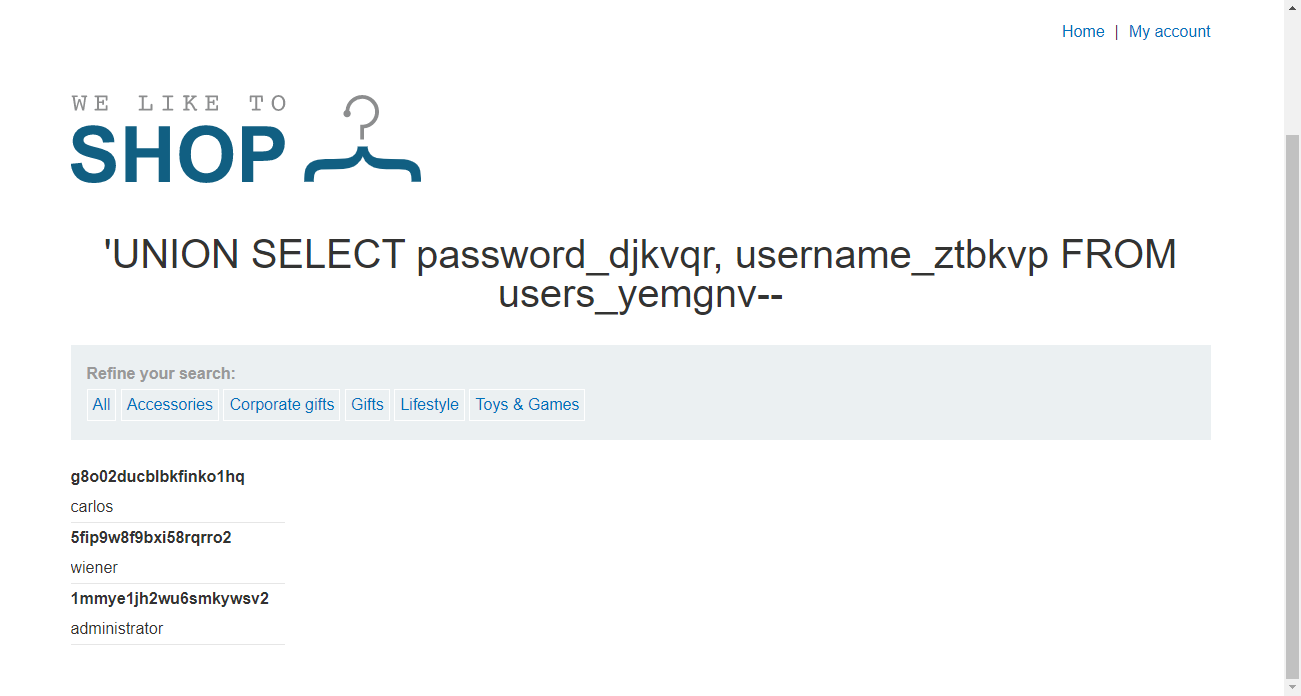 Home | My account
WE LIKE TO
SHOP
'UNION SELECT password_djkvqr, username_ztbkvp FROM
users_yemgnv--
Refine your search:
All Accessories Corporate gifts Gifts Lifestyle Toys & Games
g8o02ducblbkfinko1hq
carlos
5fip9w8f9bxi58rqrro2
wiener
1mmye1jh2wu6smkywsv2
administrator